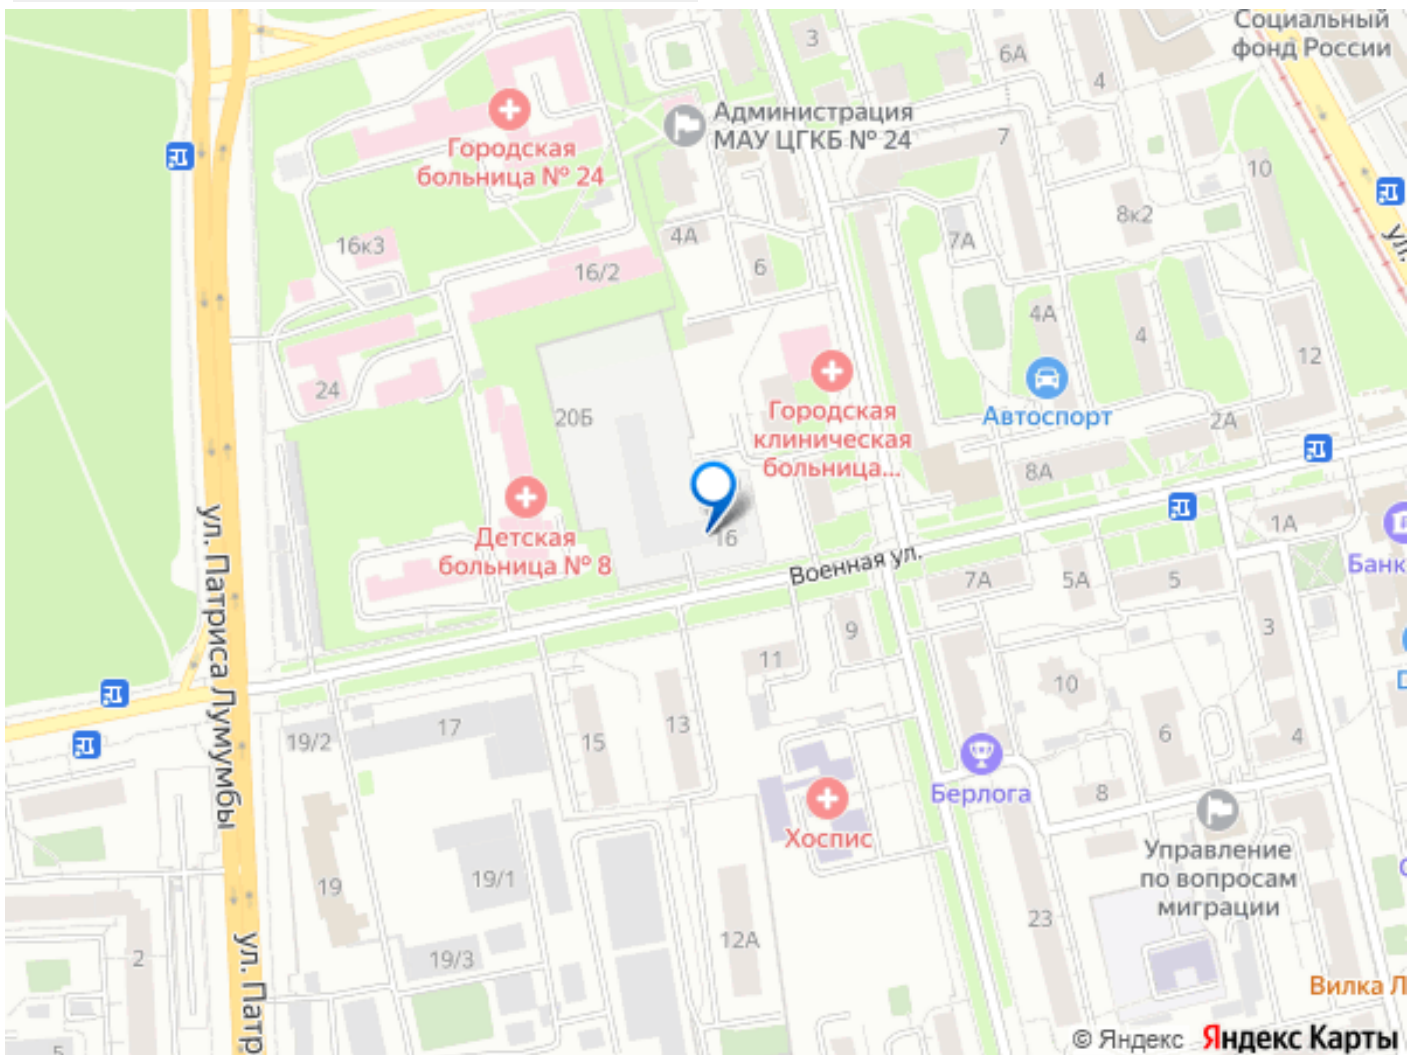 Социальный
фонд России
3
6А
4
Администрация
МАУ ЦГКБ № 24
7
Городская
больница № 24
10
8к2
4А
7А
16к3
6
16/2
ул.
4А
4
12
24
Автоспорт
20Б
Городская
клиническая
больница...
2А
8А
ул. Патриса Лумумбы
Детская
больница № 8
16
1А
Военная ул.
Банк
7А
5А
5
9
3
11
10
19/2
17
15
13
6
4
Берлога
8
Хоспис
Управление
по вопросам
миграции
19
19/1
23
12А
2
19/3
ул. Патр
Вилка Л
5
© Яндекс Яндекс Карты